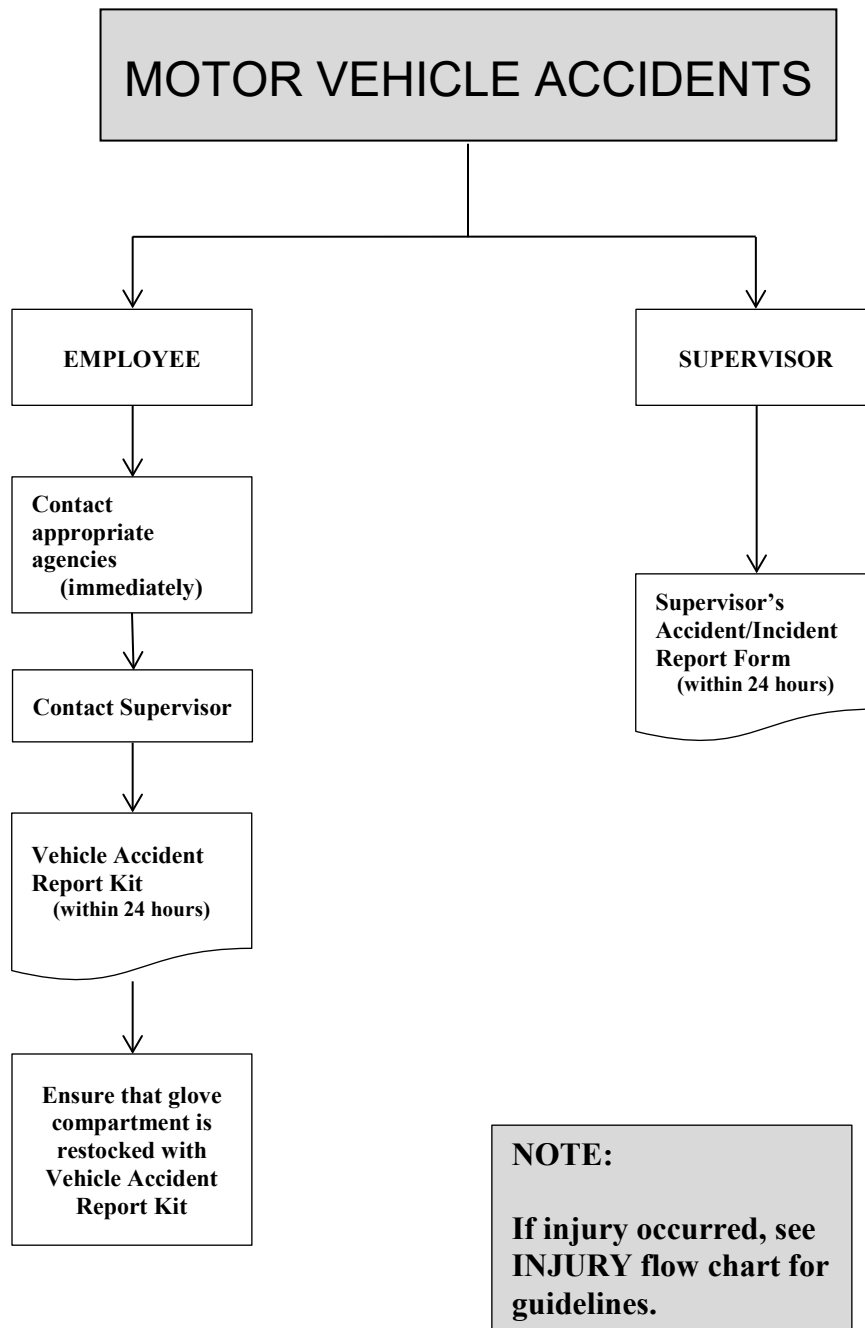 MOTOR VEHICLE ACCIDENTS
EMPLOYEE
SUPERVISOR
Contact
appropriate
agencies
(immediately)
Contact Supervisor
Vehicle Accident
Report Kit
(within 24 hours)
Ensure that glove
compartment is
restocked with
Vehicle Accident
Report Kit
Supervisor’s
Accident/Incident
Report Form
(within 24 hours)
NOTE:
If injury occurred, see
INJURY flow chart for
guidelines.